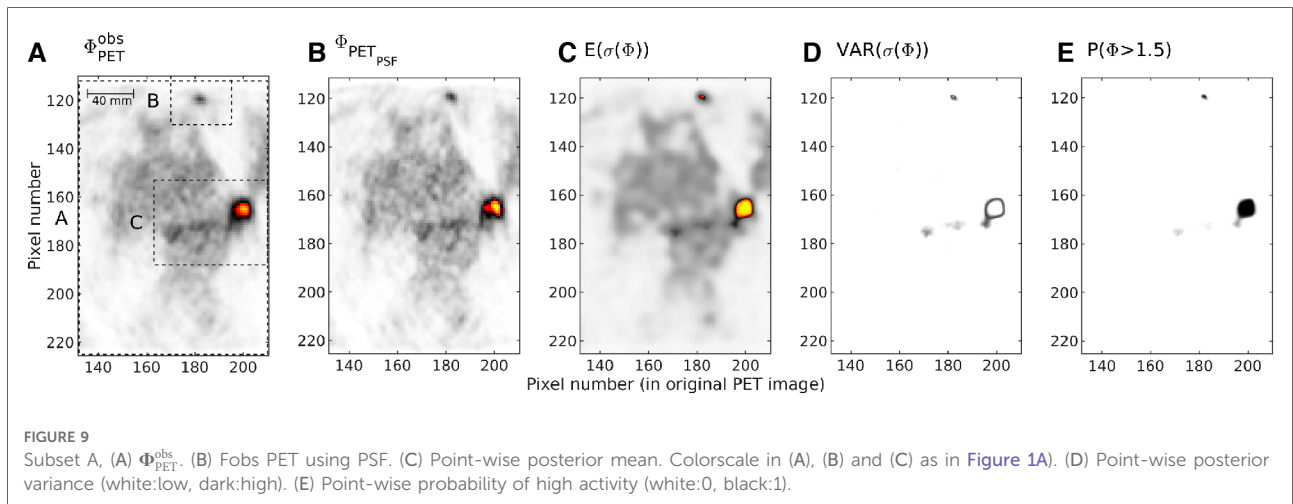 A Φ^obs_PET
B Φ_PET_PSF
C E(σ(Φ))
D VAR(σ(Φ))
E P(Φ>1.5)
40 mm
B
A
C
Pixel number
120
140
160
180
200
220
140 160 180 200
120
140
160
180
200
220
140 160 180 200
120
140
160
180
200
220
140 160 180 200
120
140
160
180
200
220
140 160 180 200
120
140
160
180
200
220
140 160 180 200
Pixel number (in original PET image)
FIGURE 9
Subset A, (A) Φ^obs_PET. (B) Fobs PET using PSF. (C) Point-wise posterior mean. Colorscale in (A), (B) and (C) as in Figure 1A). (D) Point-wise posterior
variance (white:low, dark:high). (E) Point-wise probability of high activity (white:0, black:1).